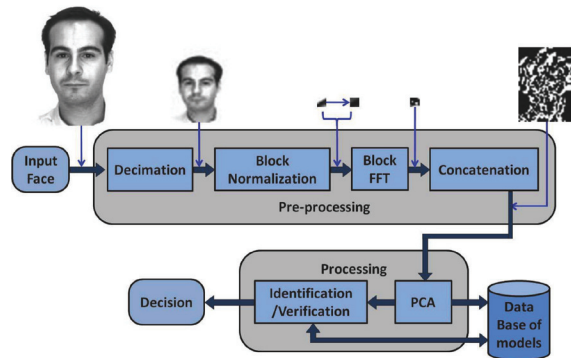 Input
Face
Decimation
Block
Normalization
Block
FFT
Concatenation
Pre-processing
Processing
Decision
Identification
/Verification
PCA
Data
Base of
models